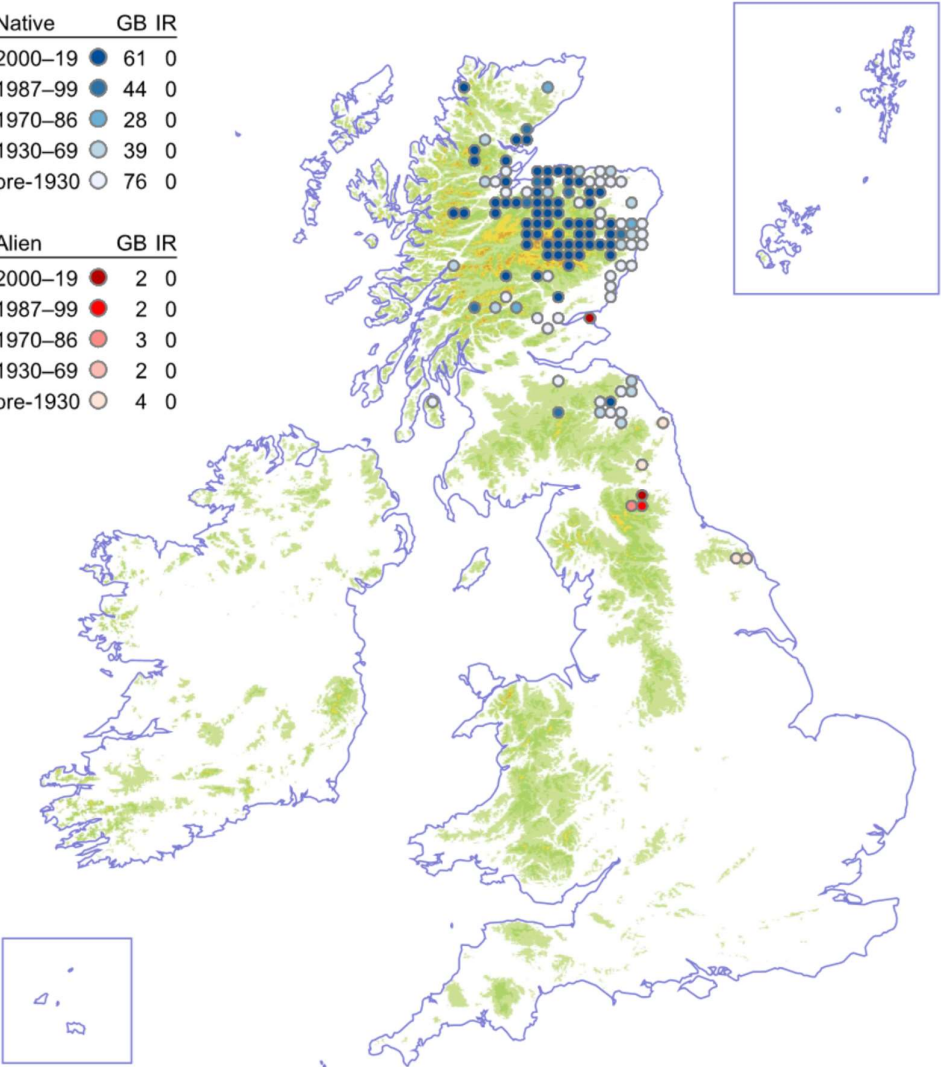 Native GB IR
2000–19 61 0
1987–99 44 0
1970–86 28 0
1930–69 39 0
pre-1930 76 0
Alien GB IR
2000–19 2 0
1987–99 2 0
1970–86 3 0
1930–69 2 0
pre-1930 4 0